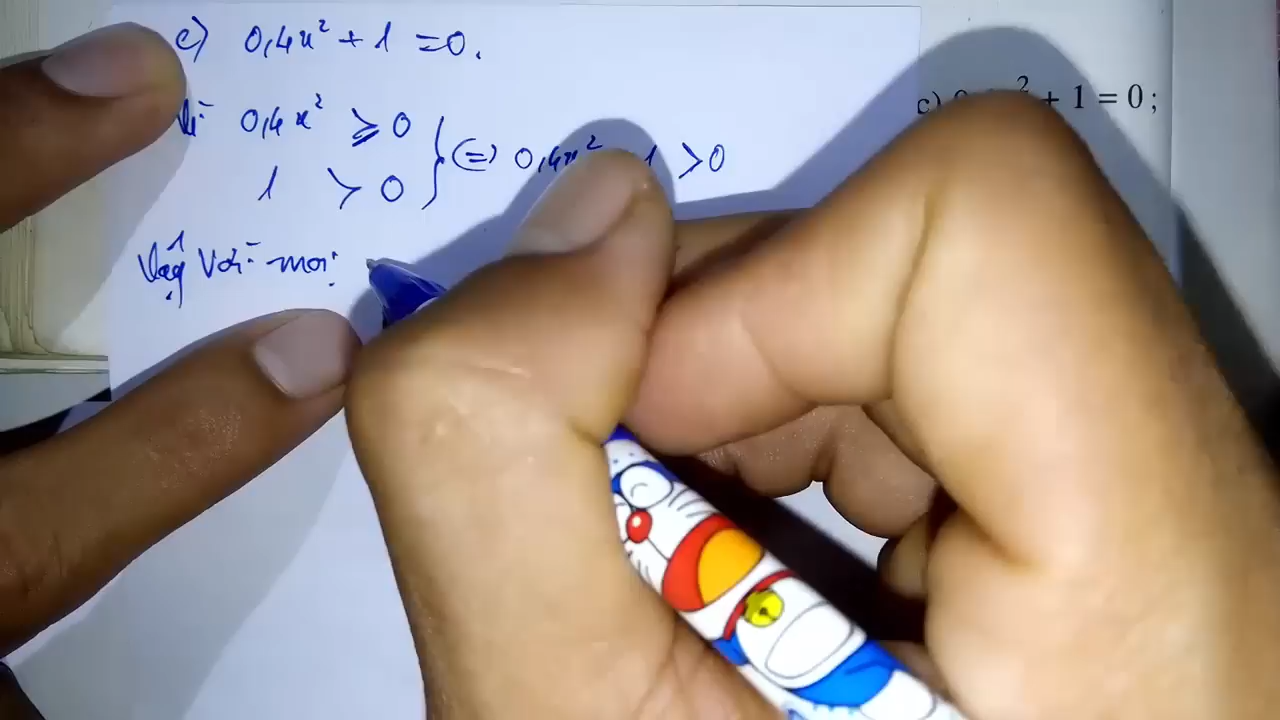 c) 0,4x² + 1 = 0.
c) x² + 1 = 0 ;
Vì 0,4x² ≥ 0
1 > 0
} (=) 0,4x² 1 > 0
Vậy với mọi